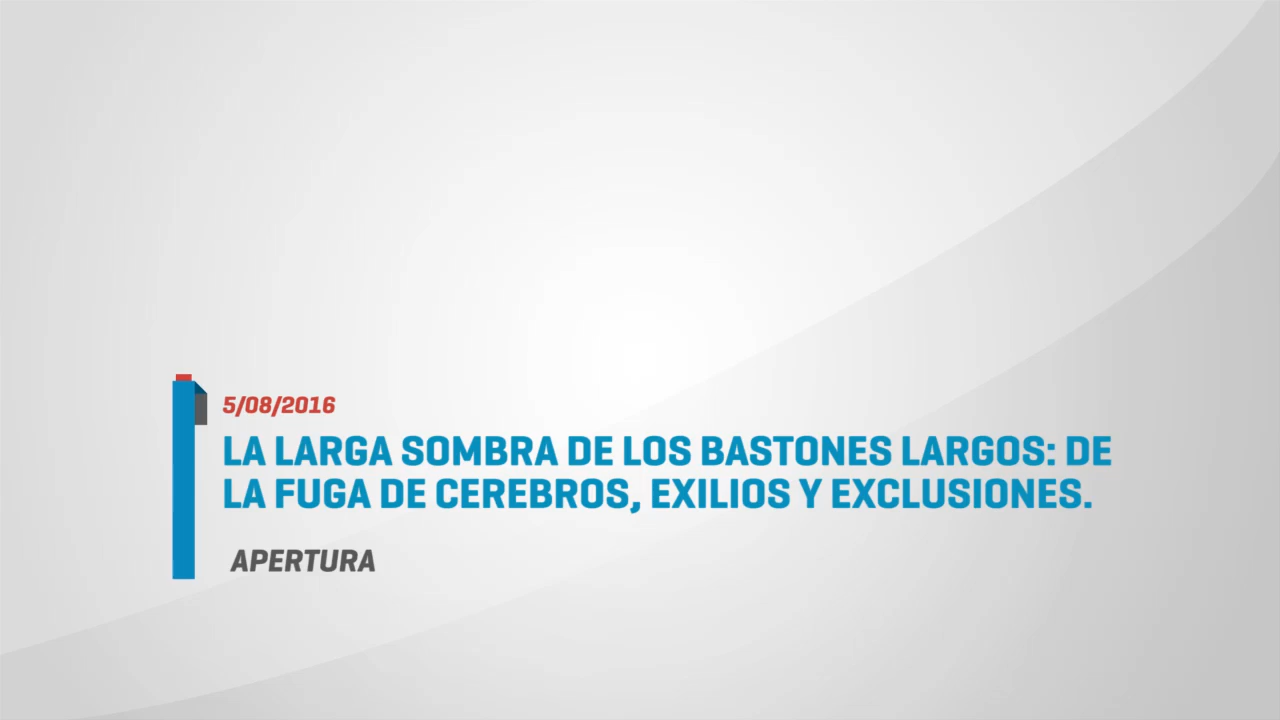 5/08/2016
LA LARGA SOMBRA DE LOS BASTONES LARGOS: DE
LA FUGA DE CEREBROS, EXILIOS Y EXCLUSIONES.
APERTURA